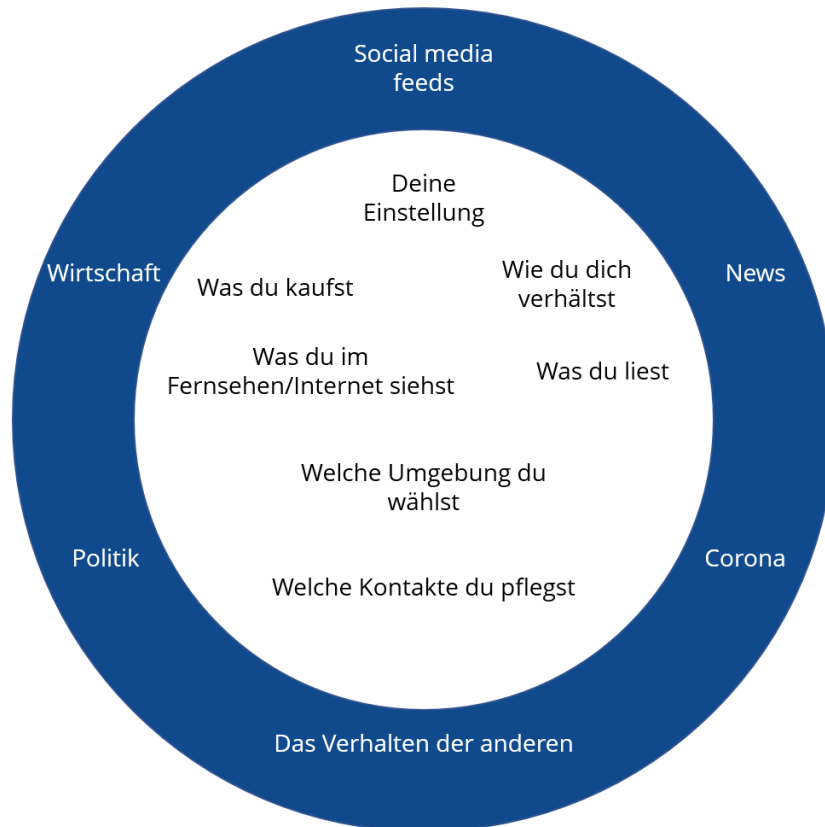 Social media
feeds
Deine
Einstellung
Wirtschaft
Was du kaufst
Wie du dich
verhältst
News
Was du im
Fernsehen/Internet siehst
Was du liest
Welche Umgebung du
wählst
Politik
Corona
Welche Kontakte du pflegst
Das Verhalten der anderen